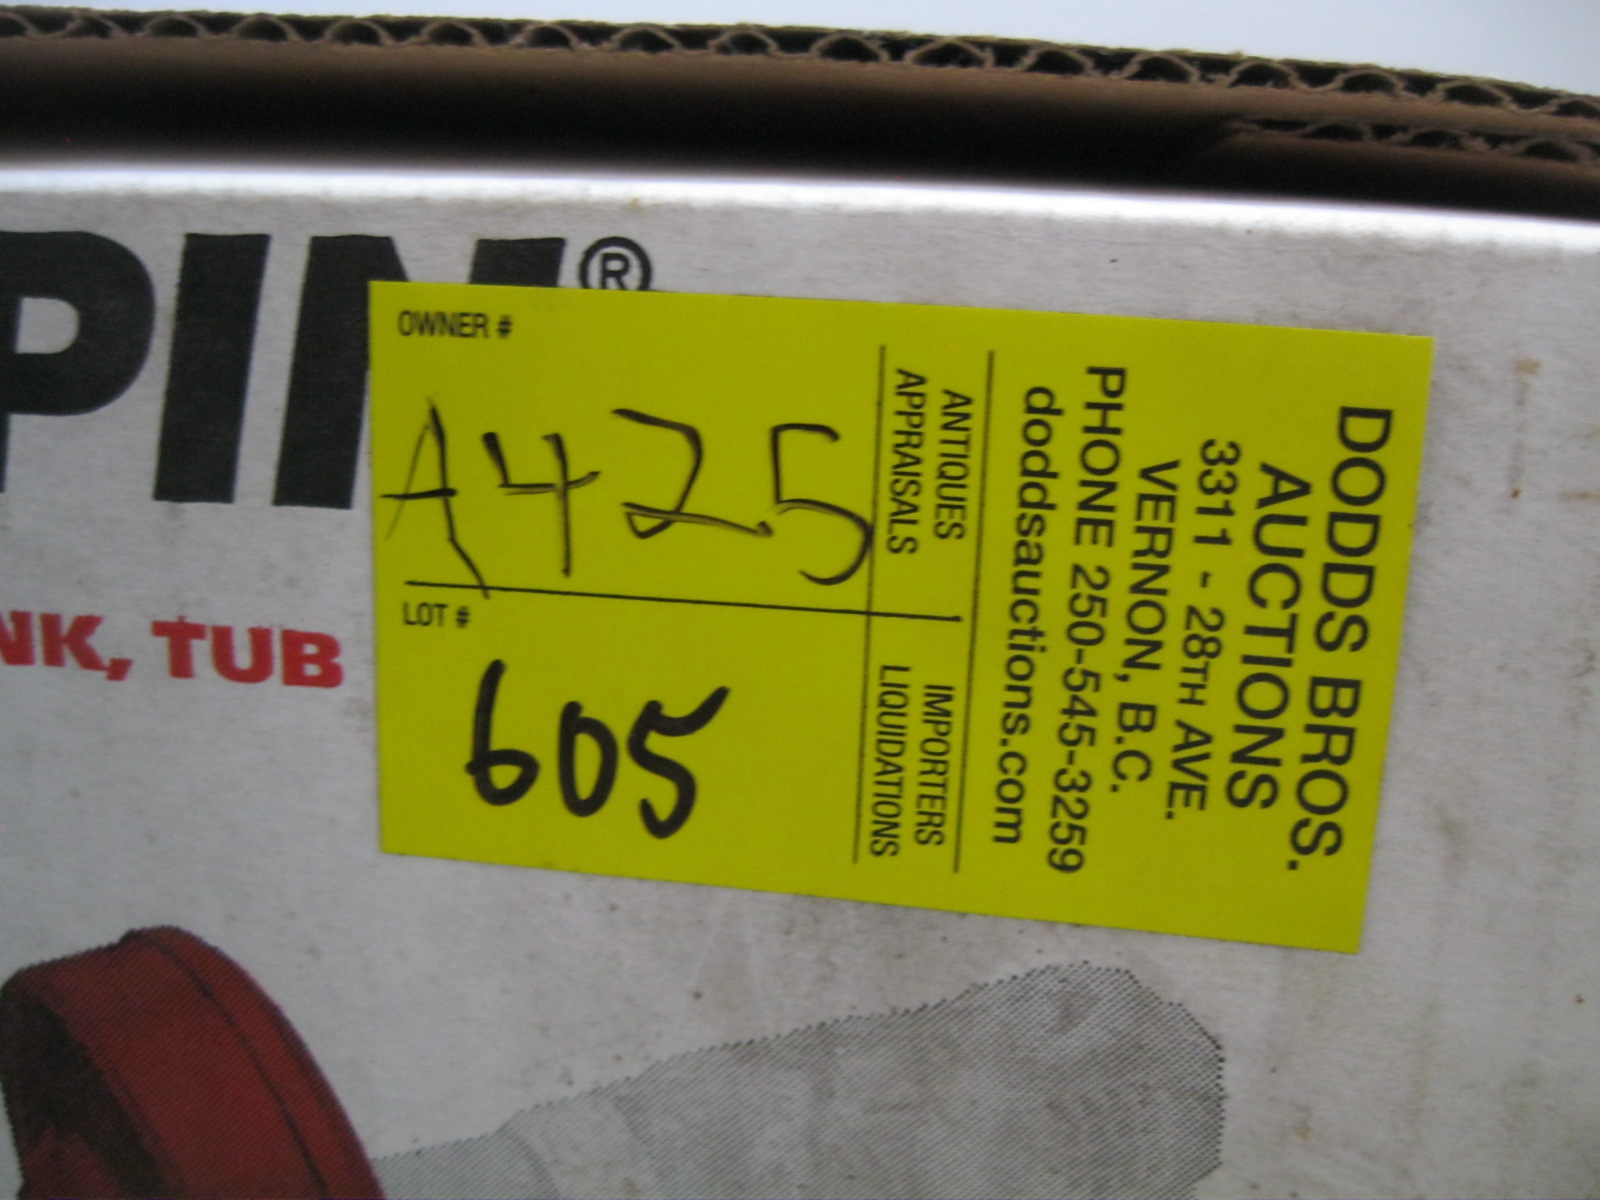 PIN®
NK, TUB
OWNER #
A425
LOT #
605
ANTIQUES
APPRAISALS
IMPORTERS
LIQUIDATIONS
DODDS BROS.
AUCTIONS
3311 - 28TH AVE.
VERNON, B.C.
PHONE 250-545-3259
doddsauctions.com